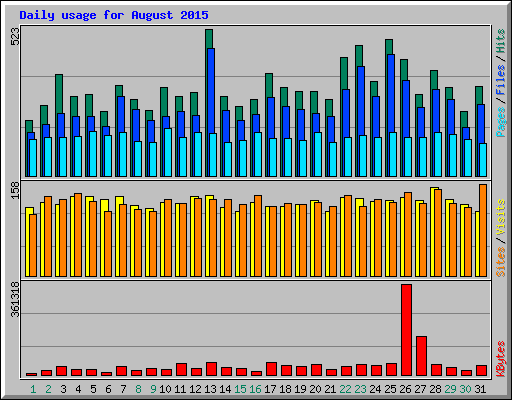 Daily usage for August 2015
523
Pages / Files / Hits
158
Sites / Visits
361318
KBytes
1 2 3 4 5 6 7 8 9 10 11 12 13 14 15 16 17 18 19 20 21 22 23 24 25 26 27 28 29 30 31